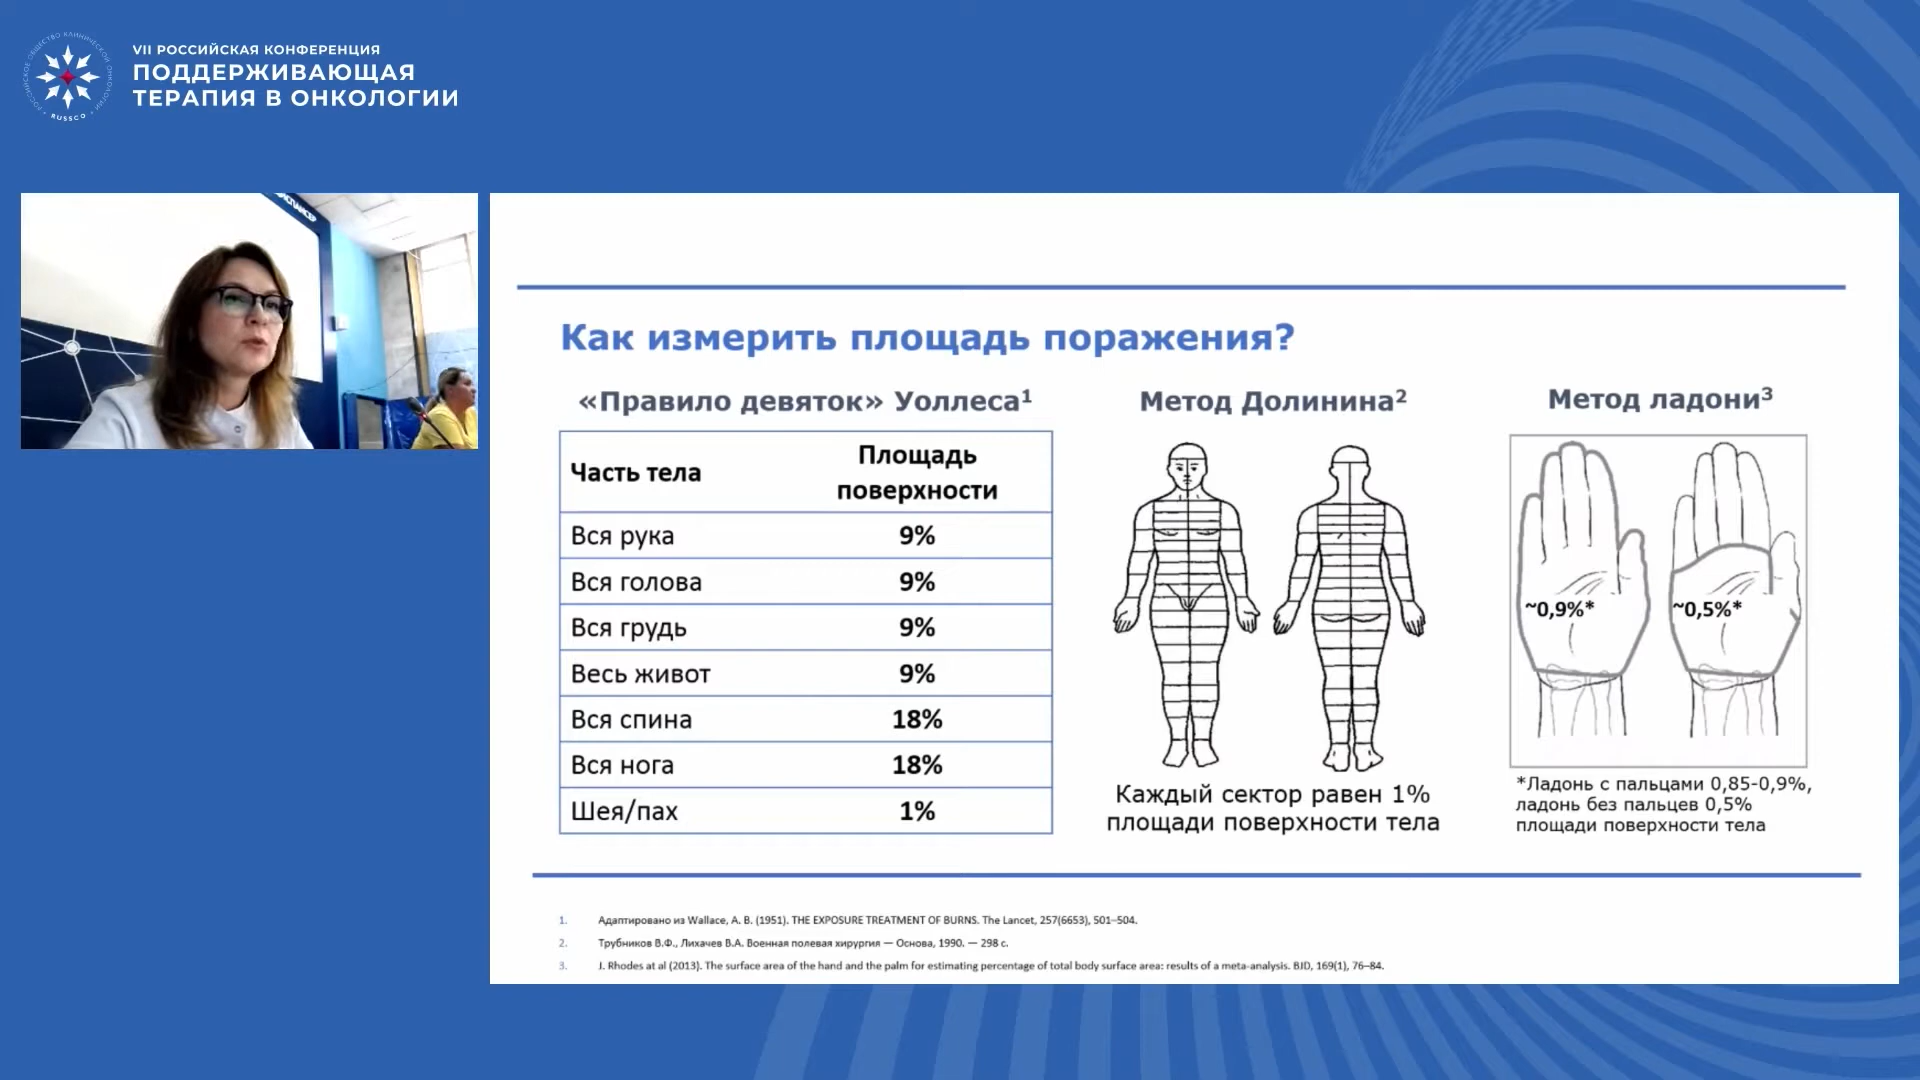 РОССИЙСКОЕ ОБЩЕСТВО КЛИНИЧЕСКОЙ ОНКОЛОГИИ
RUSSCO
VII РОССИЙСКАЯ КОНФЕРЕНЦИЯ
ПОДДЕРЖИВАЮЩАЯ
ТЕРАПИЯ В ОНКОЛОГИИ
Как измерить площадь поражения?
«Правило девяток» Уоллеса¹
Часть тела Площадь поверхности
Вся рука 9%
Вся голова 9%
Вся грудь 9%
Весь живот 9%
Вся спина 18%
Вся нога 18%
Шея/пах 1%
Метод Долинина²
Каждый сектор равен 1%
площади поверхности тела
Метод ладони³
~0,9%* ~0,5%*
*Ладонь с пальцами 0,85-0,9%,
ладонь без пальцев 0,5%
площади поверхности тела
1. Адаптировано из Wallace, A. B. (1951). THE EXPOSURE TREATMENT OF BURNS. The Lancet, 257(6653), 501–504.
2. Трубников В.Ф., Лихачев В.А. Военная полевая хирургия — Основа, 1990. — 298 с.
3. J. Rhodes at al (2013). The surface area of the hand and the palm for estimating percentage of total body surface area: results of a meta-analysis. BJD, 169(1), 76–84.